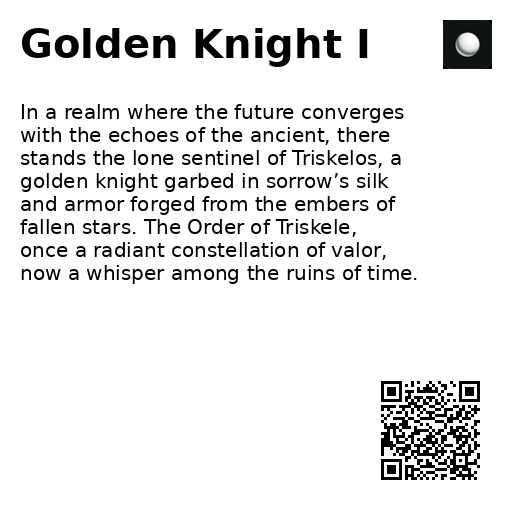 Golden Knight I
In a realm where the future converges
with the echoes of the ancient, there
stands the lone sentinel of Triskelos, a
golden knight garbed in sorrow’s silk
and armor forged from the embers of
fallen stars. The Order of Triskele,
once a radiant constellation of valor,
now a whisper among the ruins of time.